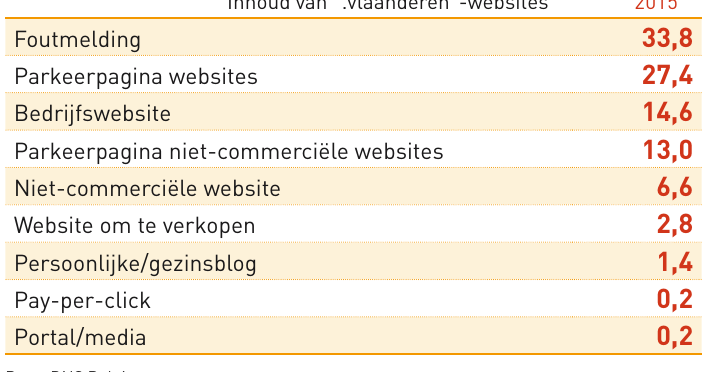 Inhoud van ".vlaanderen"-websites 2015
Foutmelding 33,8
Parkeerpagina websites 27,4
Bedrijfswebsite 14,6
Parkeerpagina niet-commerciële websites 13,0
Niet-commerciële website 6,6
Website om te verkopen 2,8
Persoonlijke/gezinsblog 1,4
Pay-per-click 0,2
Portal/media 0,2